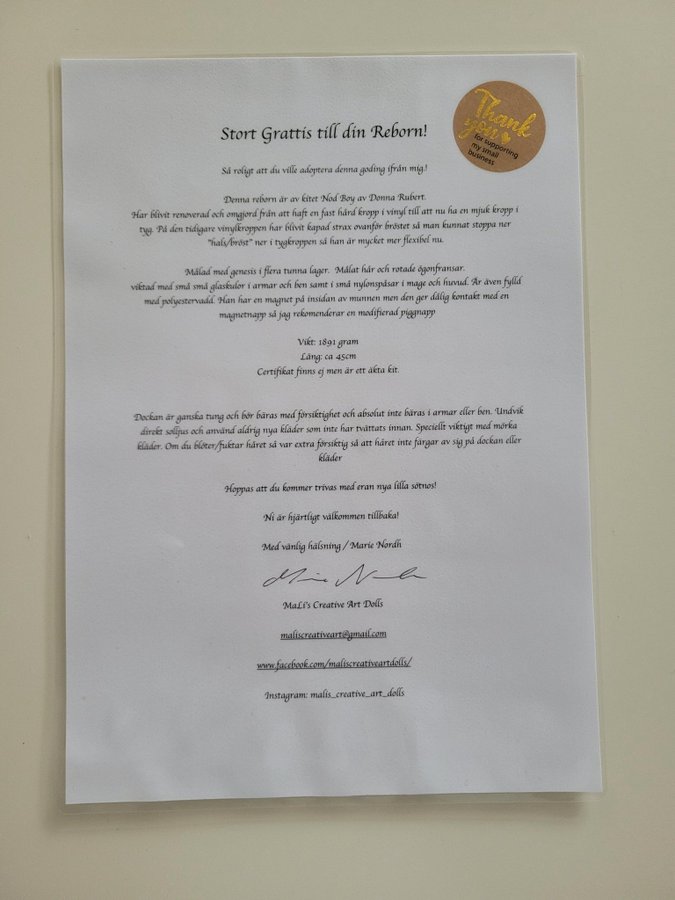 Thank
you
for supporting
my small
business
Stort Grattis till din Reborn!
Så roligt att du ville adoptera denna goding ifrån mig!
Denna reborn är av kitet Nod Boy av Donna Rubert.
Har blivit renoverad och omgjord från att haft en fast hård kropp i vinyl till att nu ha en mjuk kropp i
tyg. På den tidigare vinylkroppen har blivit kapad strax ovanför bröstet så man kunnat stoppa ner
"hals/bröst" ner i tygkroppen så han är mycket mer flexibel nu.
Målad med genesis i flera tunna lager. Målat hår och rotade ögonfransar.
viktad med små små glaskulor i armar och ben samt i små nylonspåsar i mage och huvud. Är även fylld
med polyestervadd. Han har en magnet på insidan av munnen men den ger dålig kontakt med en
magnetnapp så jag rekomenderar en modifierad piggnapp
Vikt: 1891 gram
Läng: ca 45cm
Certifikat finns ej men är ett äkta kit.
Dockan är ganska tung och bör bäras med försiktighet och absolut inte bäras i armar eller ben. Undvik
direkt solljus och använd aldrig nya kläder som inte har tvättats innan. Speciellt viktigt med mörka
kläder. Om du blöter/fuktar håret så var extra försiktig så att håret inte färgar av sig på dockan eller
kläder
Hoppas att du kommer trivas med eran nya lilla sötnos!
Ni är hjärtligt välkommen tillbaka!
Med vänlig hälsning / Marie Nordh
MaLi's Creative Art Dolls
maliscreativeart@gmail.com
www.facebook.com/maliscreativeartdolls/
Instagram: malis_creative_art_dolls